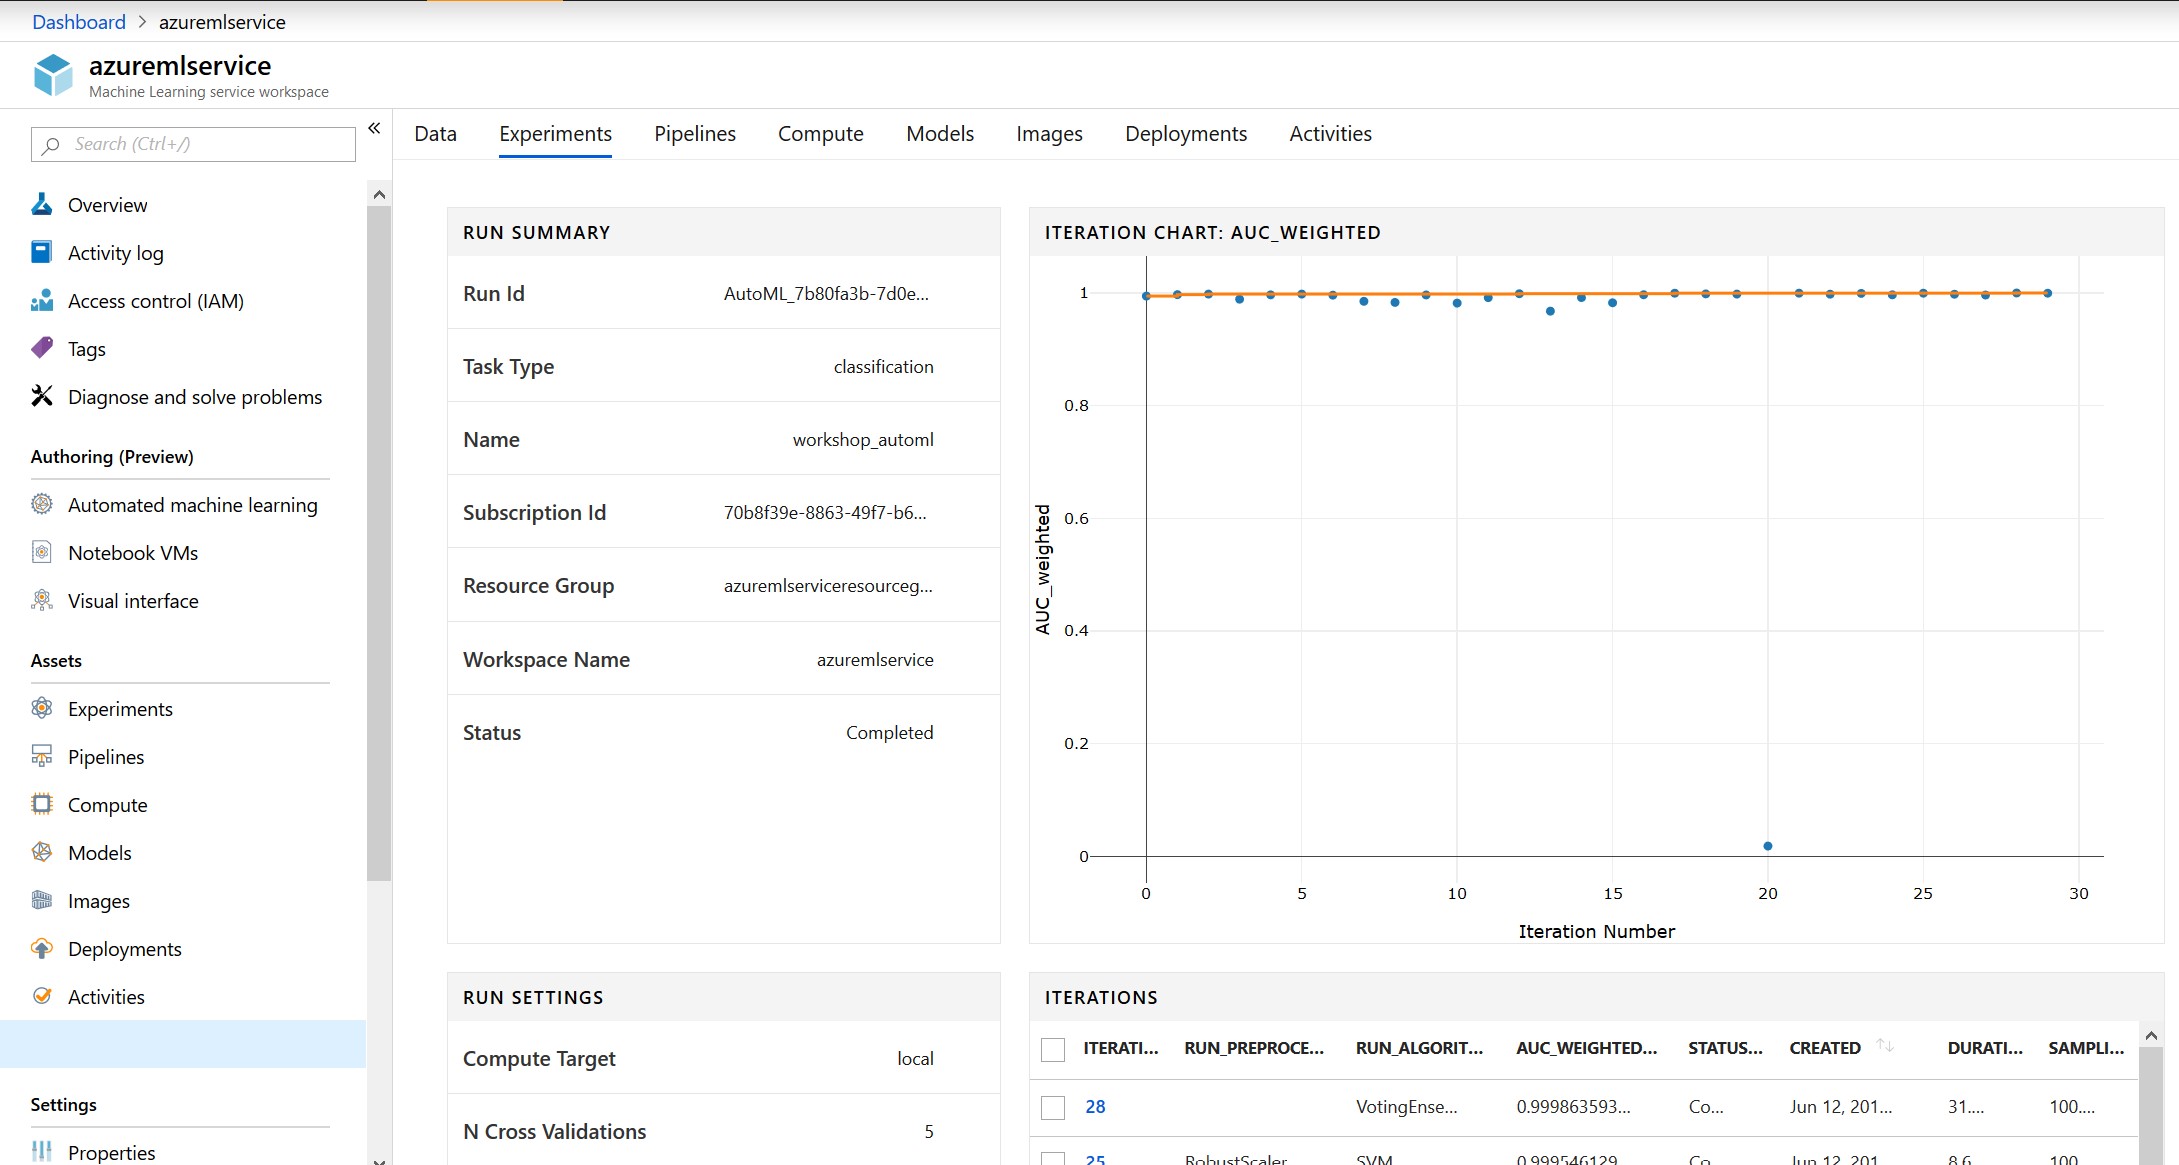 Dashboard > azuremlservice
azuremlservice
Machine Learning service workspace
Search (Ctrl+/)
«
Overview
Activity log
Access control (IAM)
Tags
Diagnose and solve problems
Authoring (Preview)
Automated machine learning
Notebook VMs
Visual interface
Assets
Experiments
Pipelines
Compute
Models
Images
Deployments
Activities
Settings
Properties
Data Experiments Pipelines Compute Models Images Deployments Activities
RUN SUMMARY
Run Id AutoML_7b80fa3b-7d0e...
Task Type classification
Name workshop_automl
Subscription Id 70b8f39e-8863-49f7-b6...
Resource Group azuremlserviceresourceg...
Workspace Name azuremlservice
Status Completed
ITERATION CHART: AUC_WEIGHTED
1
0.8
0.6
0.4
0.2
0
AUC_weighted
0 5 10 15 20 25 30
Iteration Number
RUN SETTINGS
Compute Target local
N Cross Validations 5
ITERATIONS
ITERATI... RUN_PREPROCE... RUN_ALGORIT... AUC_WEIGHTED... STATUS... CREATED DURATI... SAMPLI...
28 VotingEnse... 0.999863593... Co... Jun 12, 201... 31.... 100....
25 RobustScaler SVM 0.999546129 Co Jun 12, 201 8.6 100